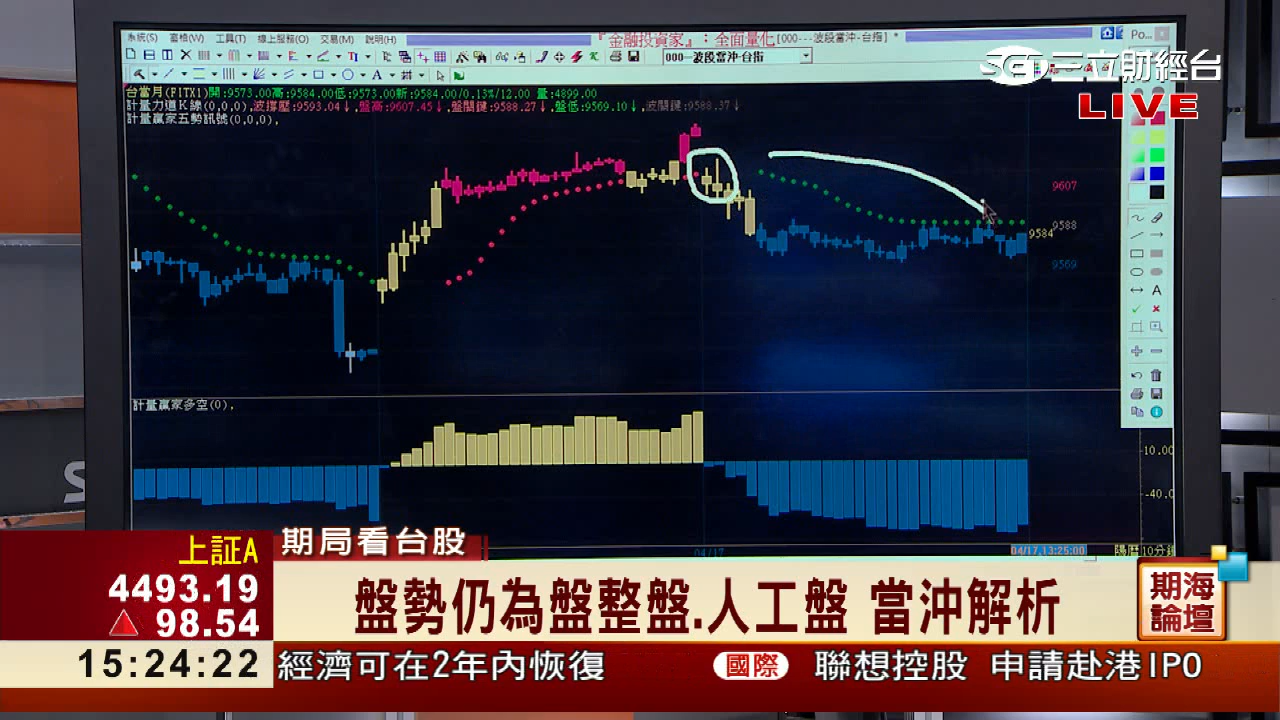 系統(S) 工具(T) 線上服務(O) 交易(M) 說明(H)
『金融投資家』：全面量化 [000---波段當沖-台指] *
Po...
000---波段當沖-台指
三立財經台
LIVE
台當月(FITX1)開:9573.00高:9584.00低:9573.00新:9584.00/0.13%/12.00 量:4899.00
計量力道K線(0,0,0),波撐壓:9593.04↓,盤高:9607.45↓,盤關鍵:9588.27↓,盤低:9569.10↓,波關鍵:9588.37↓
計量贏家五勢訊號(0,0,0),
9607
9588
9584
9569
計量贏家多空(0),
10.00
-40.0
04/17
04/17,13:25:00
上証A
4493.19
98.54
15:24:22
期局看台股
盤勢仍為盤整盤.人工盤 當沖解析
期海
論壇
經濟可在2年內恢復
國際
聯想控股 申請赴港IPO